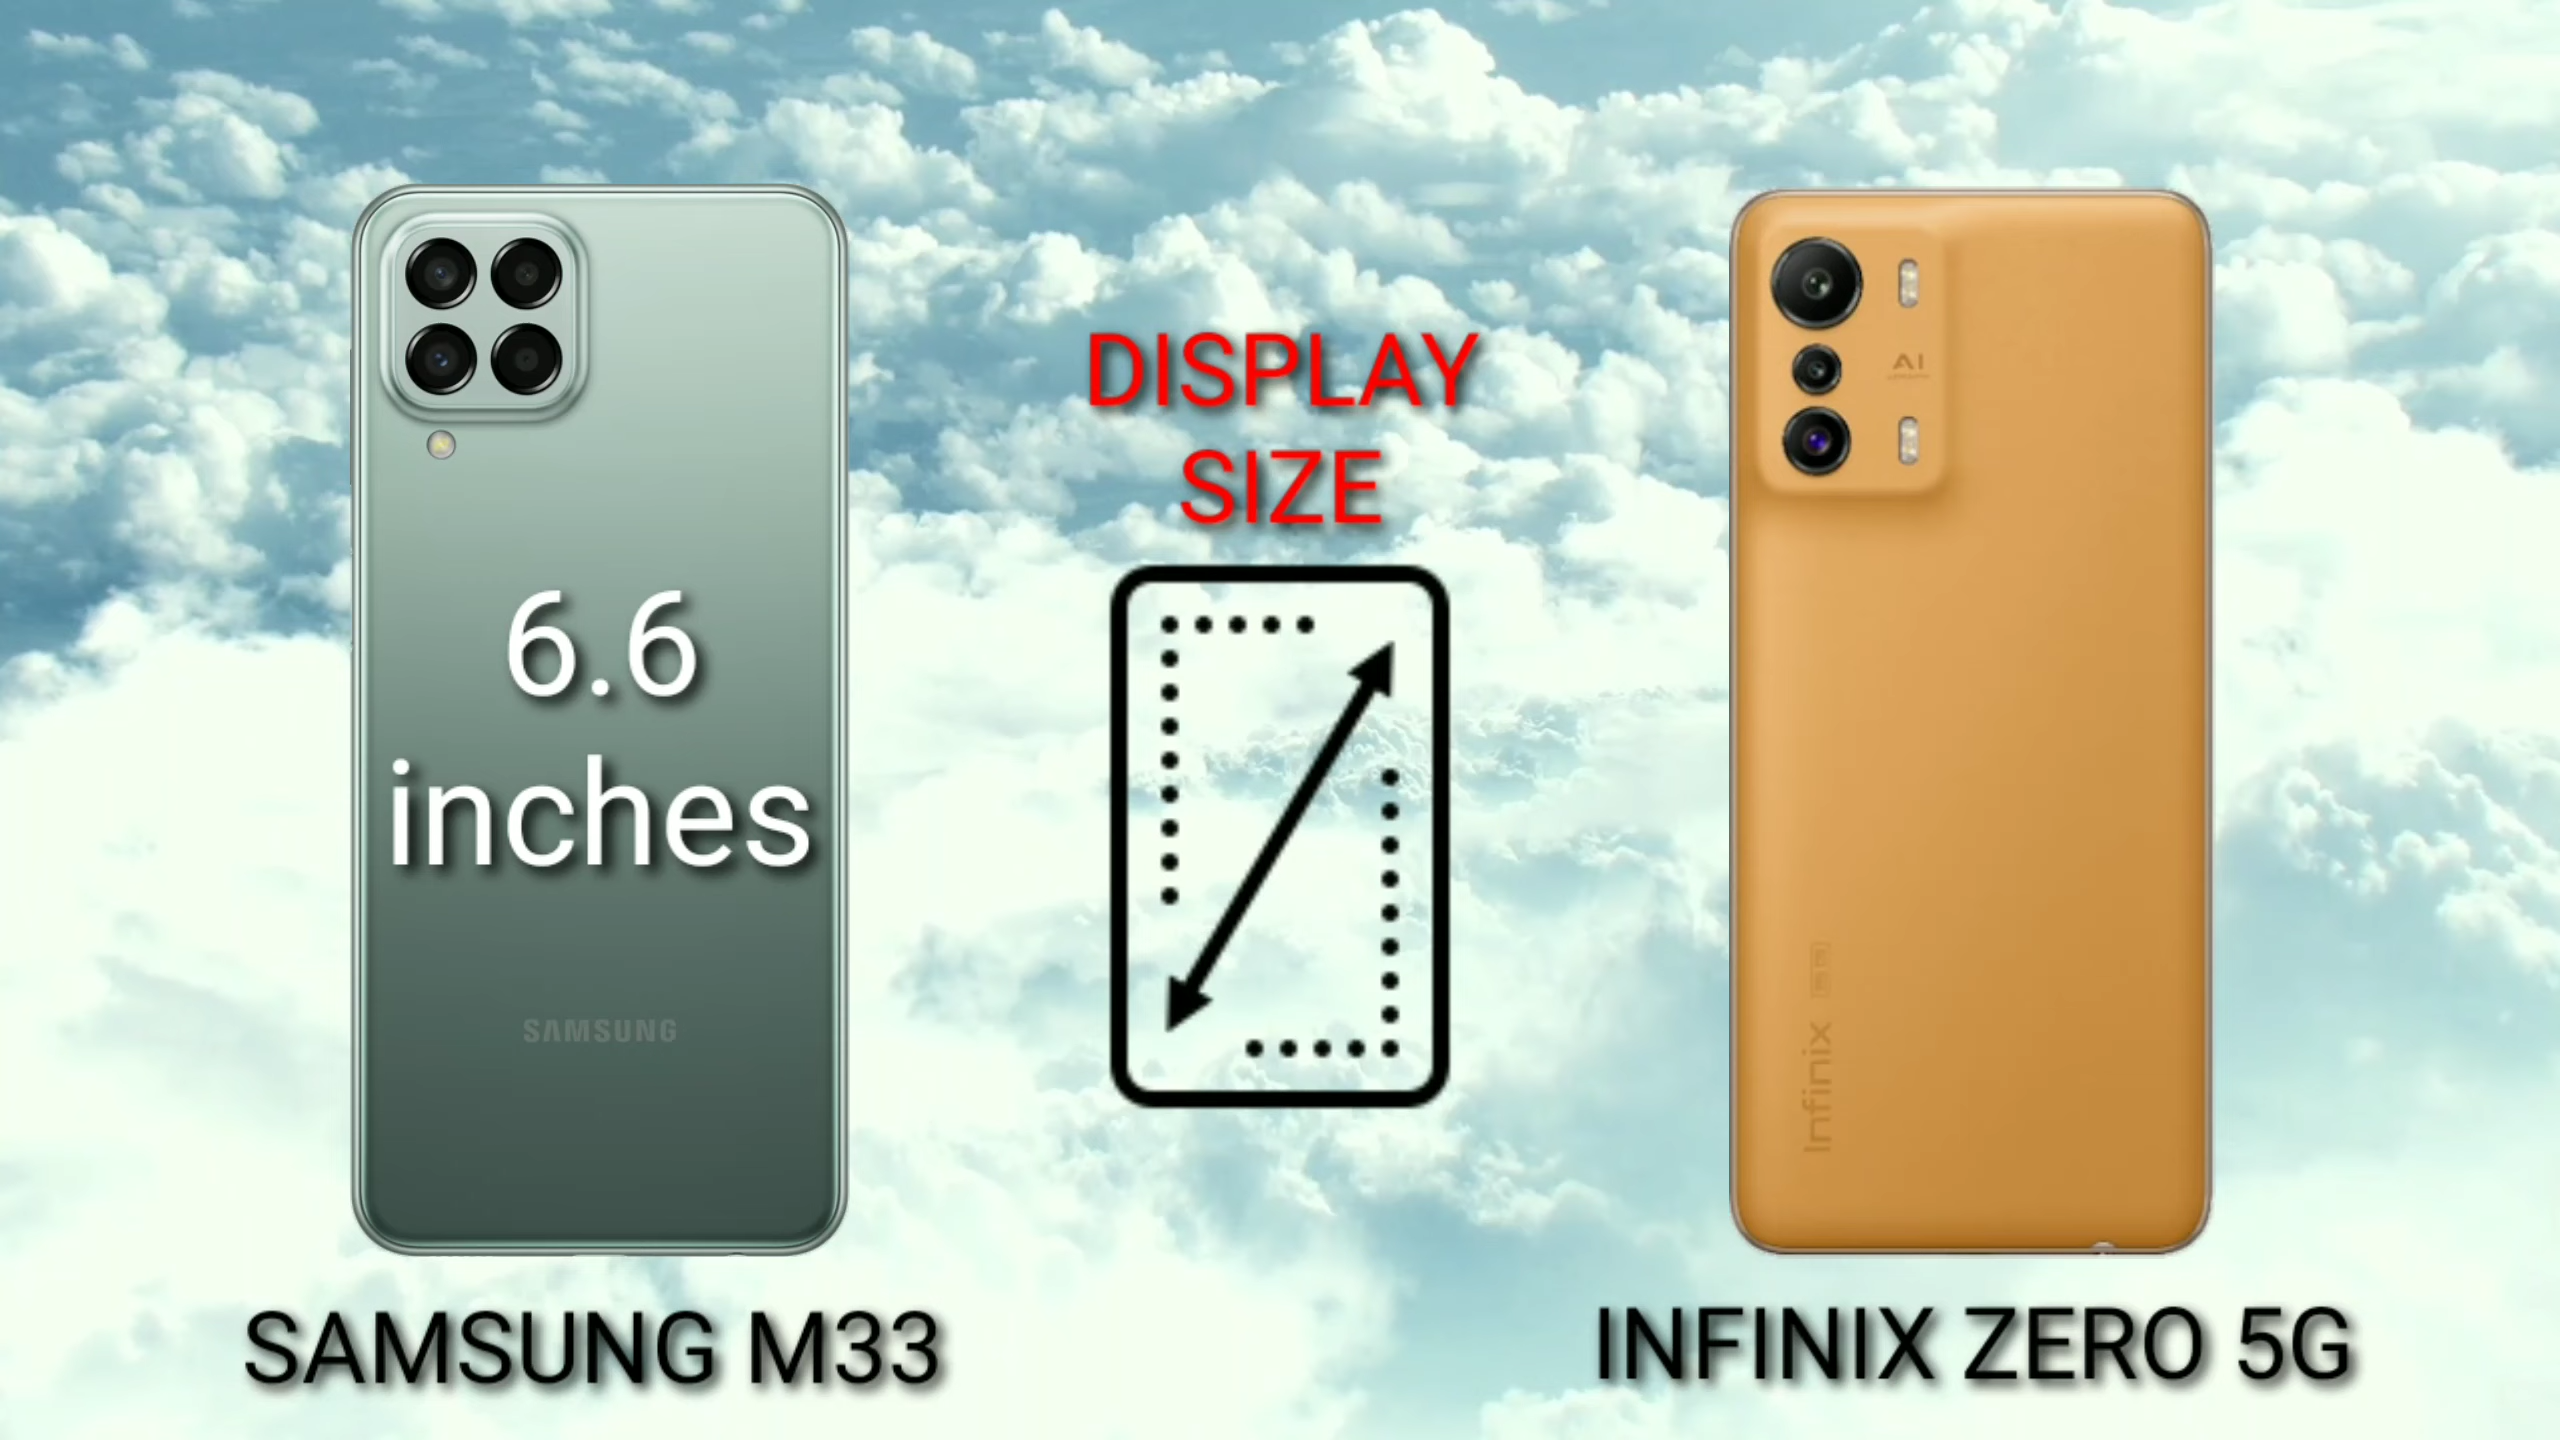 DISPLAY
SIZE
6.6
inches
SAMSUNG
AI
Infinix
SAMSUNG M33
INFINIX ZERO 5G